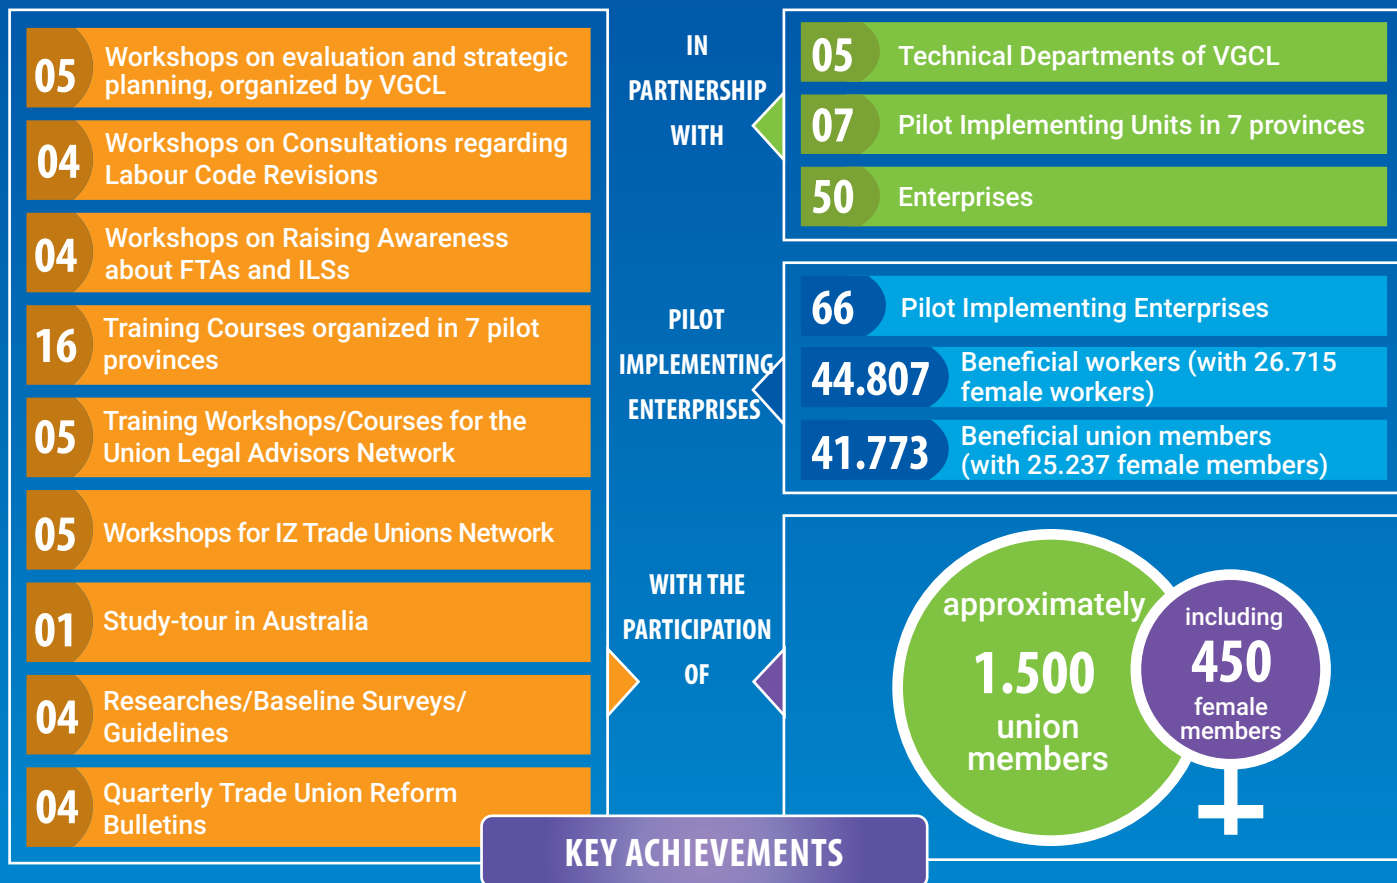 05
Workshops on evaluation and strategic
planning, organized by VGCL
04
Workshops on Consultations regarding
Labour Code Revisions
04
Workshops on Raising Awareness
about FTAs and ILSs
16
Training Courses organized in 7 pilot
provinces
05
Training Workshops/Courses for the
Union Legal Advisors Network
05
Workshops for IZ Trade Unions Network
01
Study-tour in Australia
04
Researches/Baseline Surveys/
Guidelines
04
Quarterly Trade Union Reform
Bulletins
IN
PARTNERSHIP
WITH
05
Technical Departments of VGCL
07
Pilot Implementing Units in 7 provinces
50
Enterprises
PILOT
IMPLEMENTING
ENTERPRISES
66
Pilot Implementing Enterprises
44.807
Beneficial workers (with 26.715
female workers)
41.773
Beneficial union members
(with 25.237 female members)
WITH THE
PARTICIPATION
OF
approximately
1.500
union
members
including
450
female
members
KEY ACHIEVEMENTS